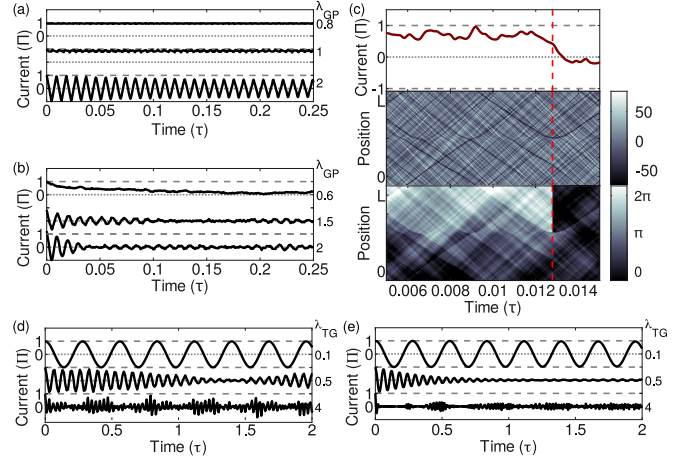 (a)
λGP
Current (Π)
1
0
0.8
1
1
0
2
0
0.05
0.1
0.15
0.2
0.25
Time (τ)
(b)
λGP
Current (Π)
1
0
0.6
1.5
1
0
2
0
0.05
0.1
0.15
0.2
0.25
Time (τ)
(c)
Current (Π)
1
0
-1
Position
L
0
50
0
-50
Position
L
0
2π
π
0
0.006
0.008
0.01
0.012
0.014
Time (τ)
(d)
λTG
Current (Π)
1
0
0.1
0.5
1
0
4
0
0.5
1
1.5
2
Time (τ)
(e)
λTG
Current (Π)
1
0
0.1
0.5
1
0
4
0
0.5
1
1.5
2
Time (τ)